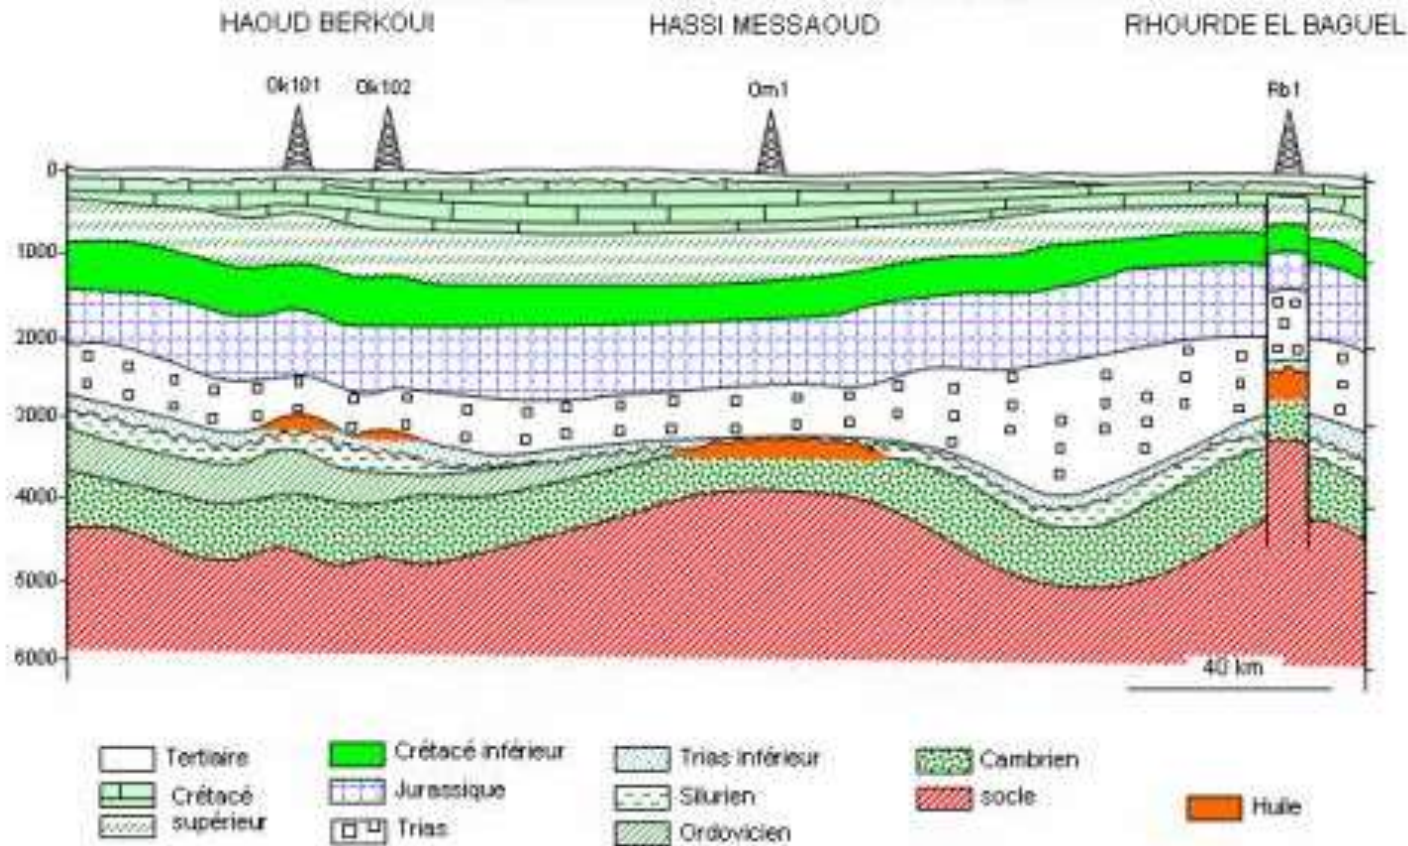 HAOUD BERKOUI HASSI MESSAOUD RHOURDE EL BAGUEL
Ok101 Ok102 Om1 Rb1
0
1000
2000
3000
4000
5000
6000
40 km
Tertiaire Crétacé inférieur Trias inférieur Cambrien
Crétacé Jurassique Silurien socle Huile
supérieur Trias Ordovicien